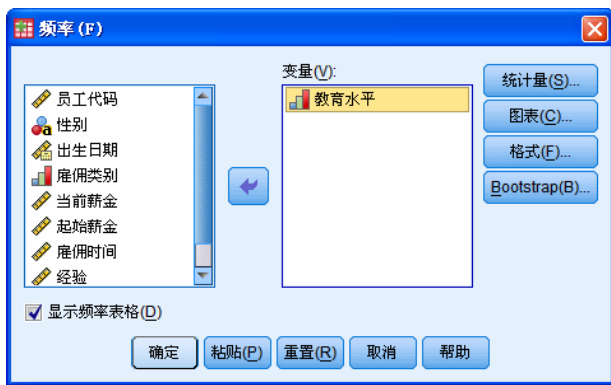 频率(F)
变量(V):
员工代码
性别
出生日期
雇佣类别
当前薪金
起始薪金
雇佣时间
经验
教育水平
统计量(S)...
图表(C)...
格式(F)...
Bootstrap(B)...
显示频率表格(D)
确定
粘贴(P)
重置(R)
取消
帮助